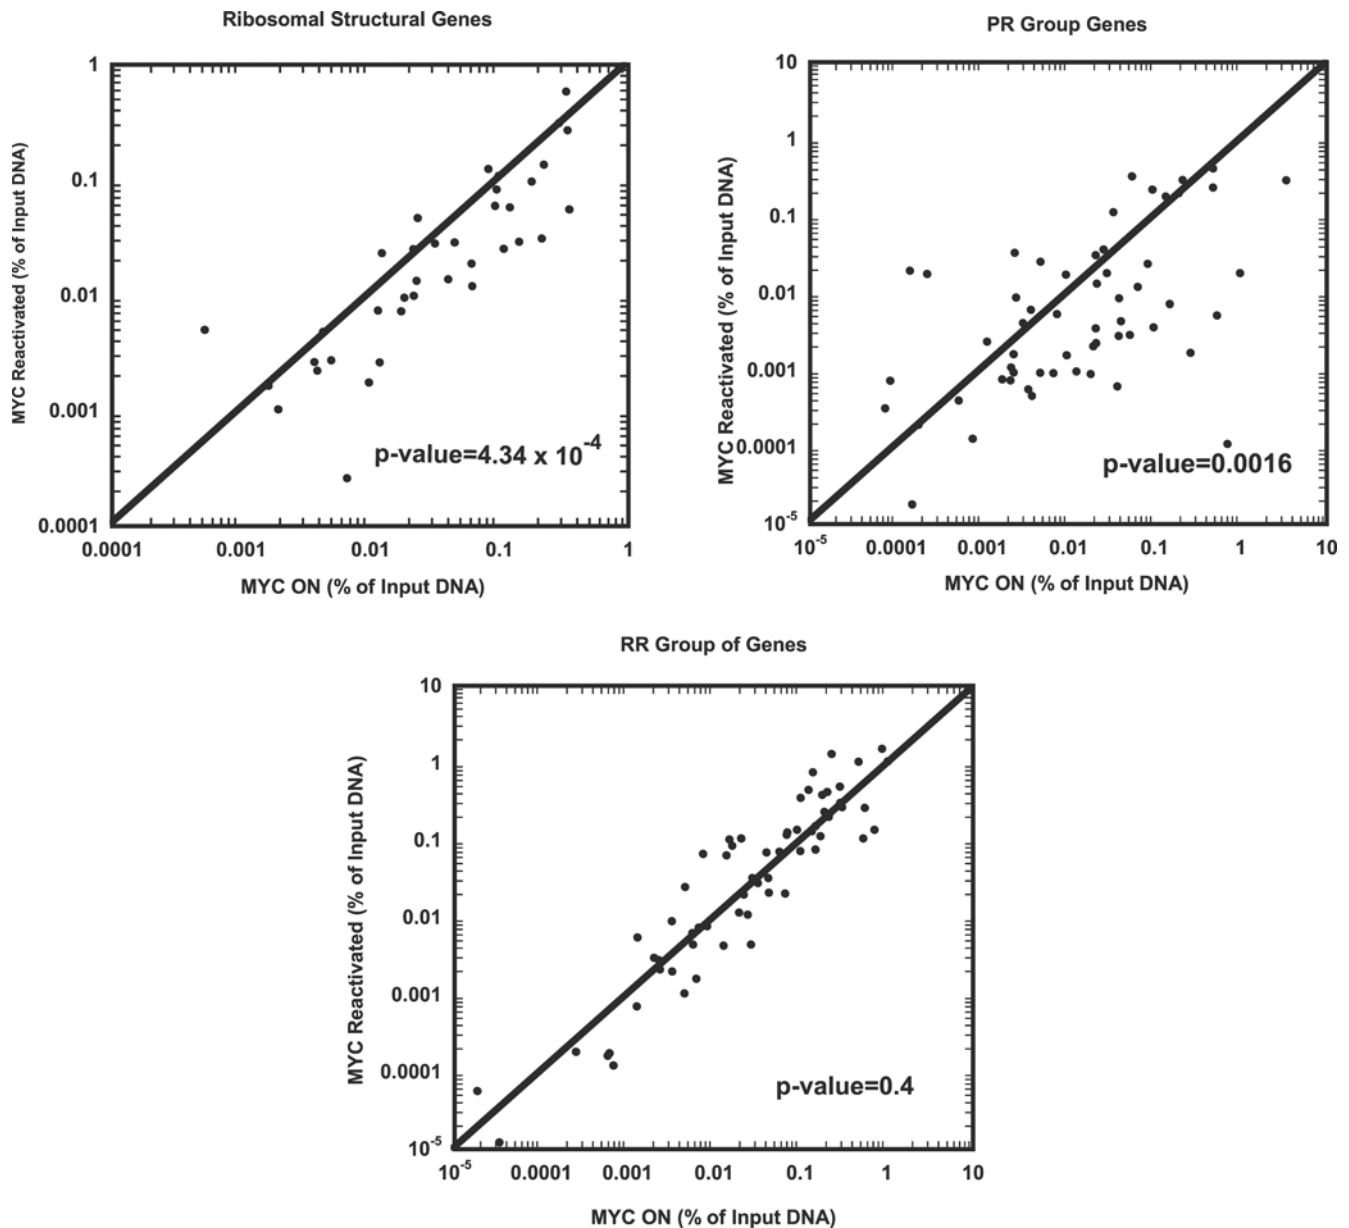 Ribosomal Structural Genes
1
0.1
0.01
0.001
0.0001
MYC Reactivated (% of Input DNA)
p-value=4.34 x 10-4
0.0001 0.001 0.01 0.1 1
MYC ON (% of Input DNA)
PR Group Genes
10
1
0.1
0.01
0.001
0.0001
10-5
MYC Reactivated (% of Input DNA)
p-value=0.0016
10-5 0.0001 0.001 0.01 0.1 1 10
MYC ON (% of Input DNA)
RR Group of Genes
10
1
0.1
0.01
0.001
0.0001
10-5
MYC Reactivated (% of Input DNA)
p-value=0.4
10-5 0.0001 0.001 0.01 0.1 1 10
MYC ON (% of Input DNA)